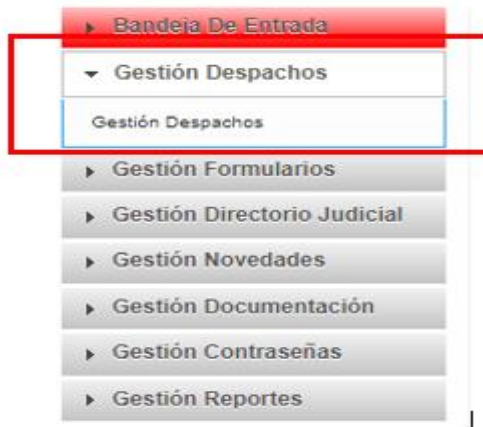 Bandeja De Entrada
Gestión Despachos
Gestión Despachos
Gestión Formularios
Gestión Directorio Judicial
Gestión Novedades
Gestión Documentación
Gestión Contraseñas
Gestión Reportes